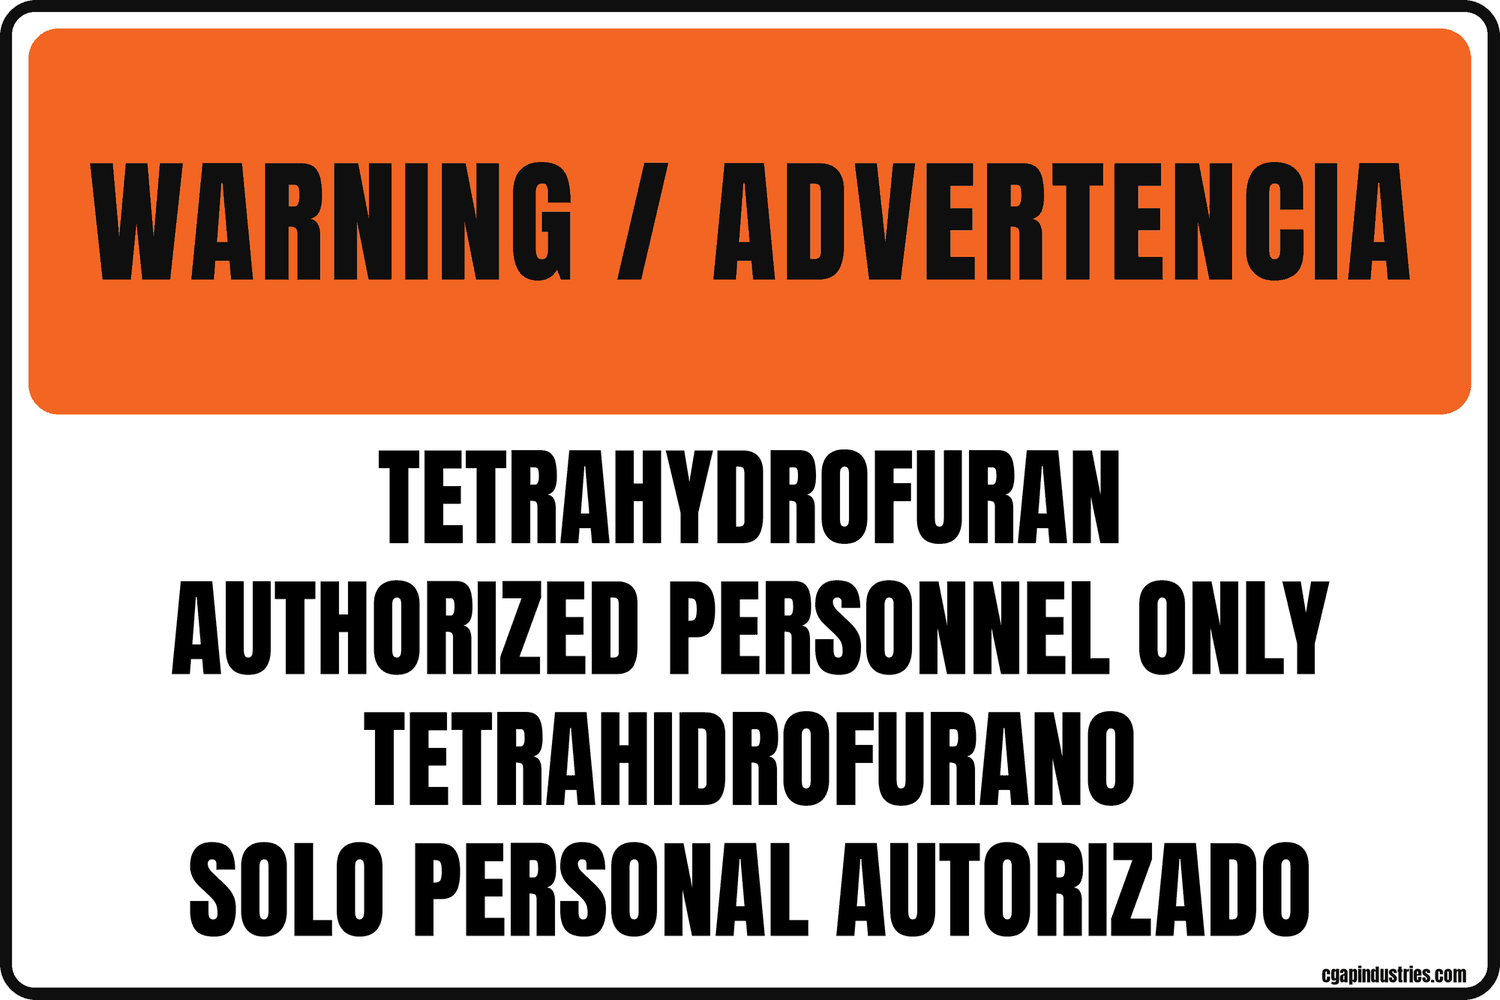 WARNING / ADVERTENCIA
TETRAHYDROFURAN
AUTHORIZED PERSONNEL ONLY
TETRAHIDROFURANO
SOLO PERSONAL AUTORIZADO
cgapindustries.com